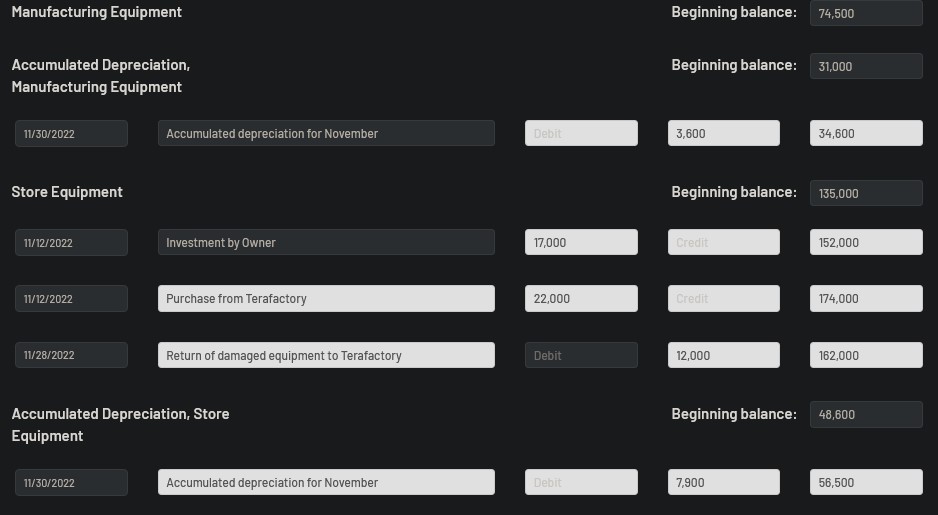 Manufacturing Equipment Beginning balance: 74,500
Accumulated Depreciation, Beginning balance: 31,000
Manufacturing Equipment
11/30/2022 Accumulated depreciation for November Debit 3,600 34,600
Store Equipment Beginning balance: 135,000
11/12/2022 Investment by Owner 17,000 Credit 152,000
11/12/2022 Purchase from Terafactory 22,000 Credit 174,000
11/28/2022 Return of damaged equipment to Terafactory Debit 12,000 162,000
Accumulated Depreciation, Store Beginning balance: 48,600
Equipment
11/30/2022 Accumulated depreciation for November Debit 7,900 56,500